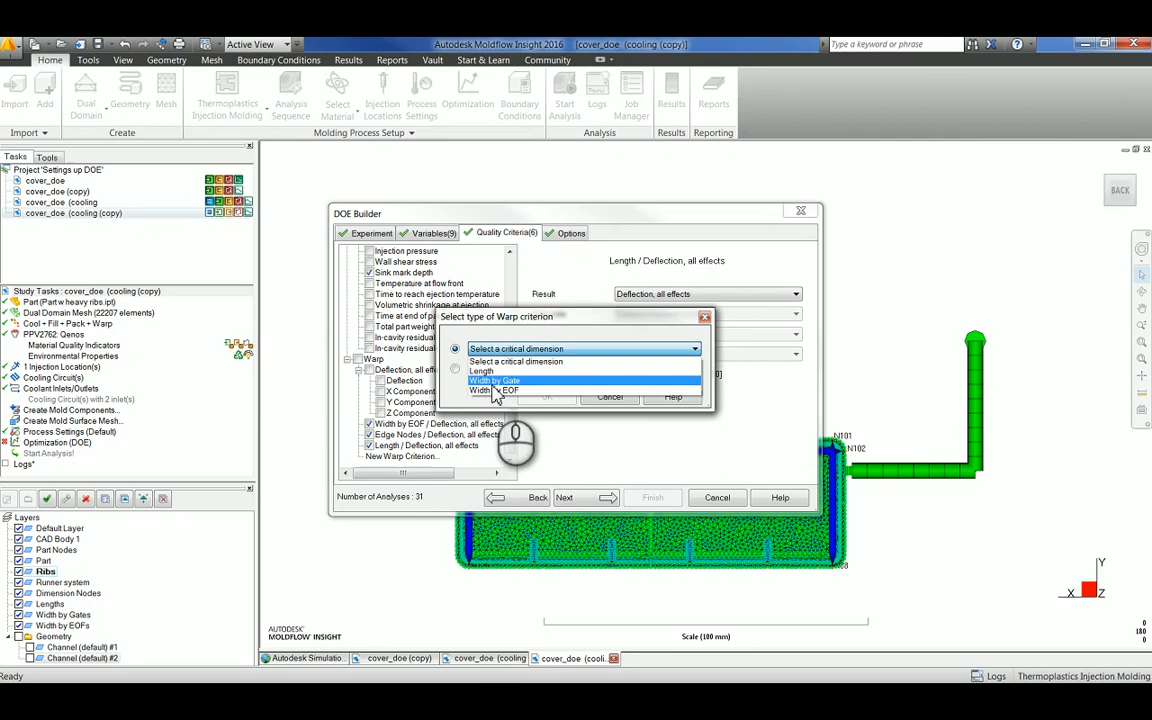 Active View
Autodesk Moldflow Insight 2016
[cover_doe (cooling (copy)]
Type a keyword or phrase
Home
Tools
View
Geometry
Mesh
Boundary Conditions
Results
Reports
Vault
Start & Learn
Community
Import
Add
Dual Domain
Geometry
Mesh
Thermoplastics Injection Molding
Analysis Sequence
Select Material
Injection Locations
Process Settings
Optimization
Boundary Conditions
Start Analysis
Logs
Job Manager
Results
Reports
Import
Create
Molding Process Setup
Analysis
Results
Reporting
Tasks
Tools
Project 'Settings up DOE'
cover_doe
cover_doe (copy)
cover_doe (cooling
cover_doe (cooling (copy)
Study Tasks: cover_doe (cooling (copy)
Part (Part w heavy ribs.ipt)
Dual Domain Mesh (22207 elements)
Cool + Fill + Pack + Warp
PPV2762: Qenos
Material Quality Indicators
Environmental Properties
1 Injection Location(s)
Cooling Circuit(s)
Coolant Inlets/Outlets
Cooling Circuit(s) with 2 inlet(s)
Create Mold Components...
Create Mold Surface Mesh...
Process Settings (Default)
Optimization (DOE)
Start Analysis!
Logs*
Layers
Default Layer
CAD Body 1
Part Nodes
Part
Ribs
Runner system
Dimension Nodes
Lengths
Width by Gates
Width by EOFs
Geometry
Channel (default) #1
Channel (default) #2
DOE Builder
Experiment
Variables(9)
Quality Criteria(6)
Options
Injection pressure
Wall shear stress
Sink mark depth
Temperature at flow front
Time to reach ejection temperature
Volumetric shrinkage at ejection
Time at end of
Total part weight
In-cavity residual
In-cavity residual
Warp
Deflection, all effe
Deflection
X Component
Y Component
Z Component
Width by EOF / Deflection, all effects
Edge Nodes / Deflection, all effects
Length / Deflection, all effects
New Warp Criterion...
Length / Deflection, all effects
Result
Deflection, all effects
Select type of Warp criterion
Select a critical dimension
Select a critical dimension
Length
Width by Gate
Width by EOF
OK
Cancel
Help
Number of Analyses : 31
Back
Next
Finish
Cancel
Help
BACK
N101
N102
Y
X
Z
AUTODESK®
MOLDFLOW INSIGHT
Scale (100 mm)
0
0
180
Autodesk Simulatio...
cover_doe (copy)
cover_doe (cooling
cover_doe (cooli...
Ready
Logs
Thermoplastics Injection Molding